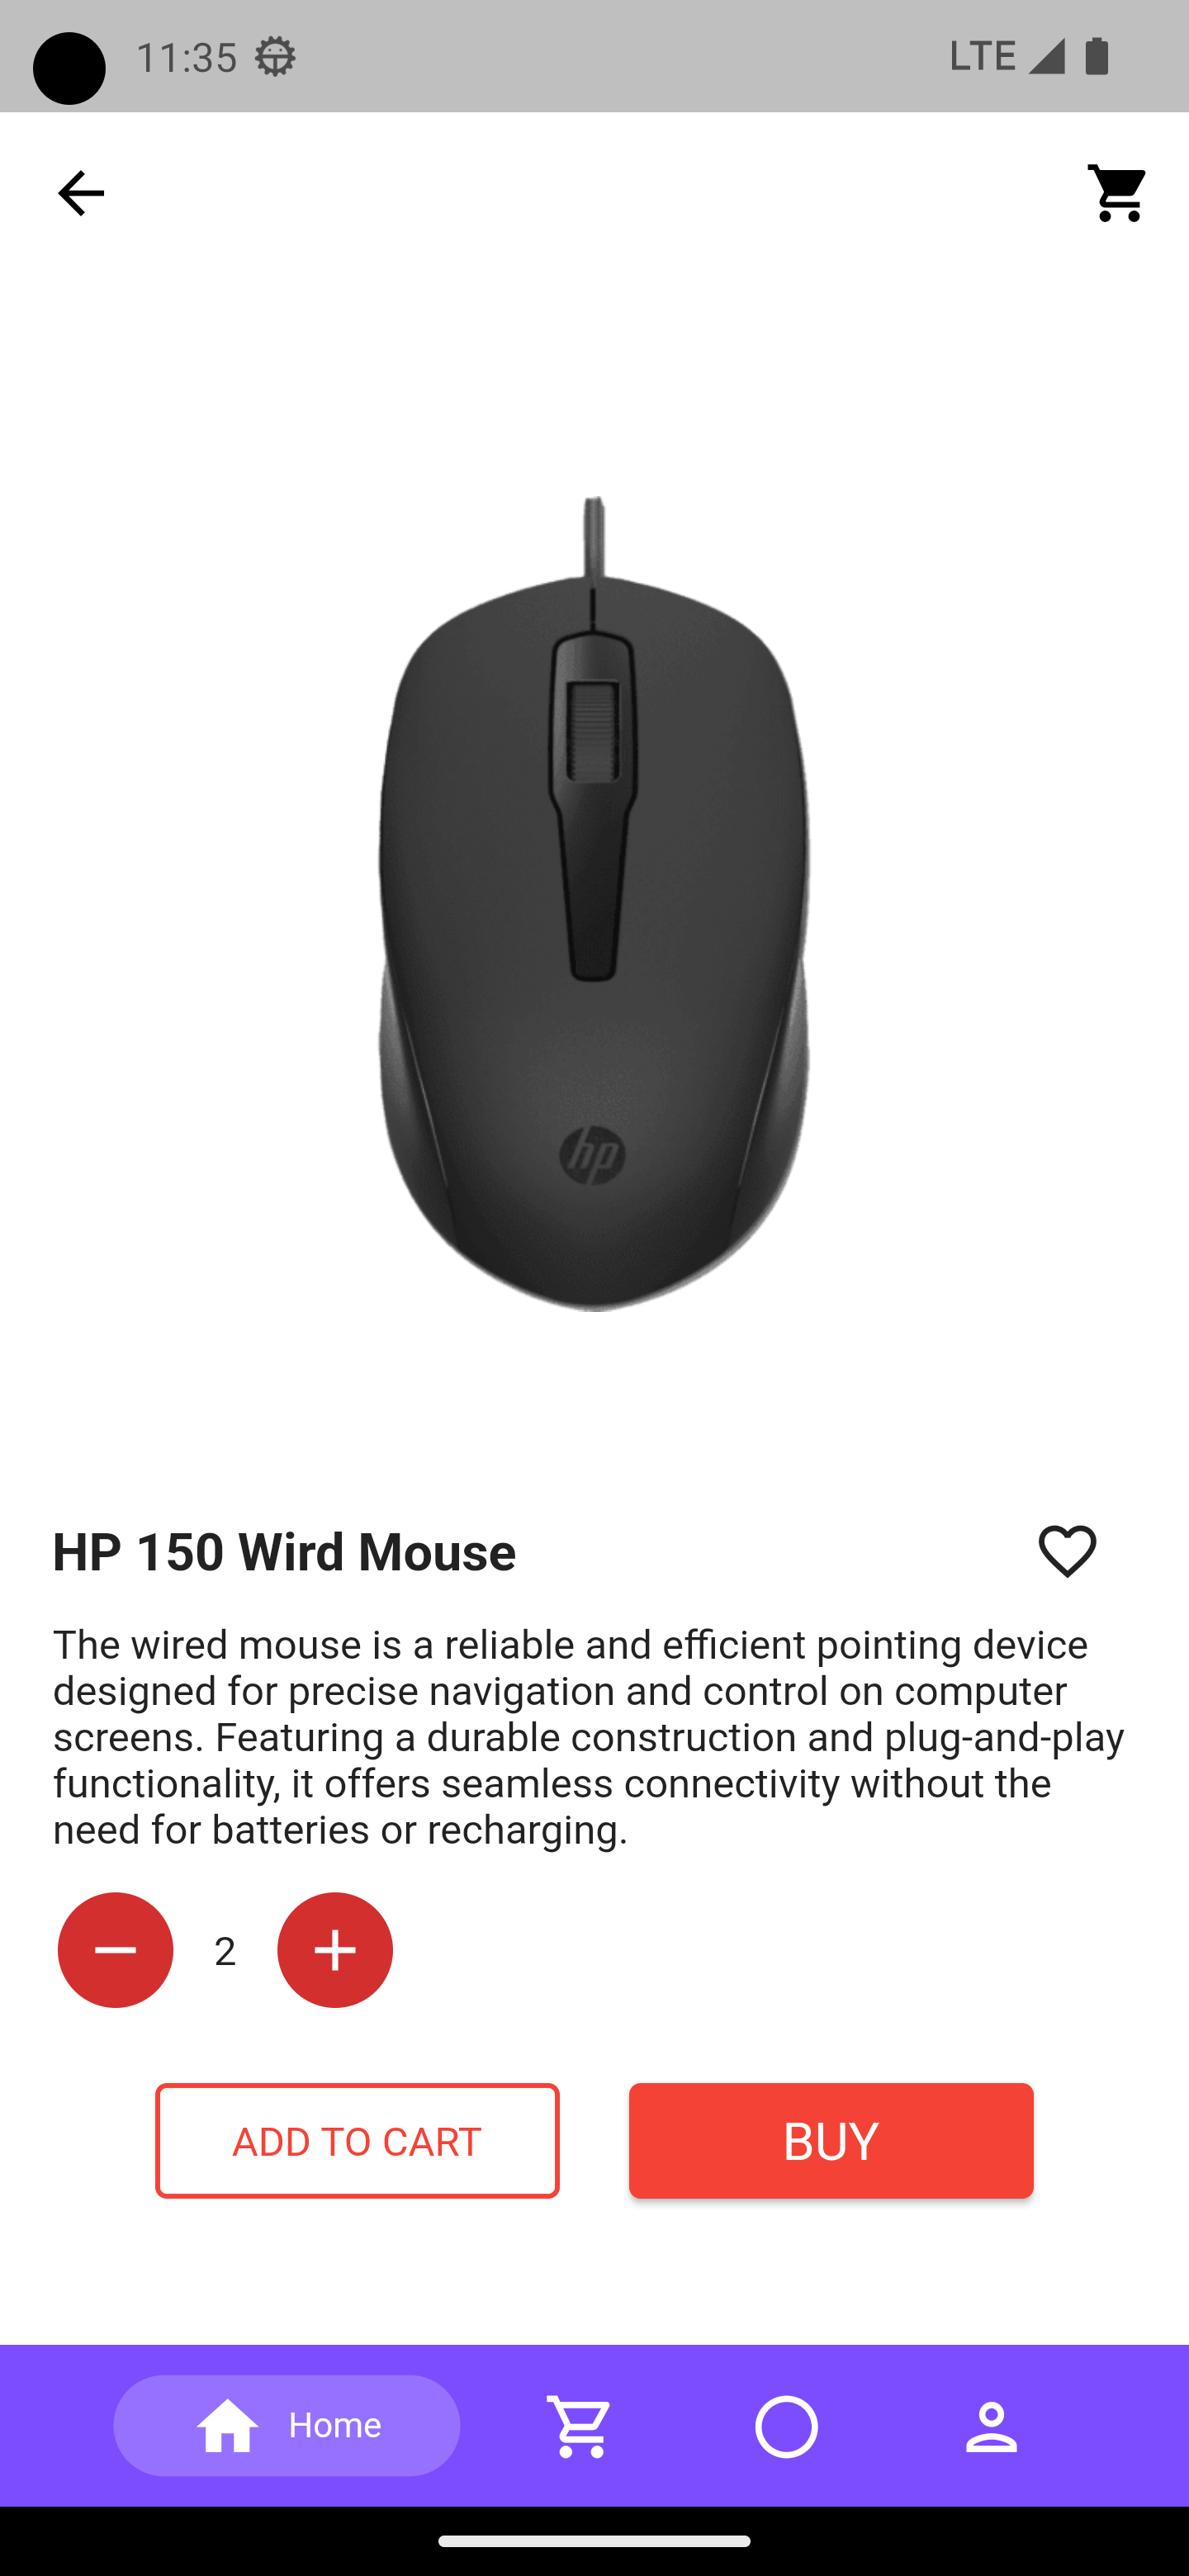 11:35
LTE
hp
HP 150 Wird Mouse
The wired mouse is a reliable and efficient pointing device
designed for precise navigation and control on computer
screens. Featuring a durable construction and plug-and-play
functionality, it offers seamless connectivity without the
need for batteries or recharging.
2
ADD TO CART
BUY
Home